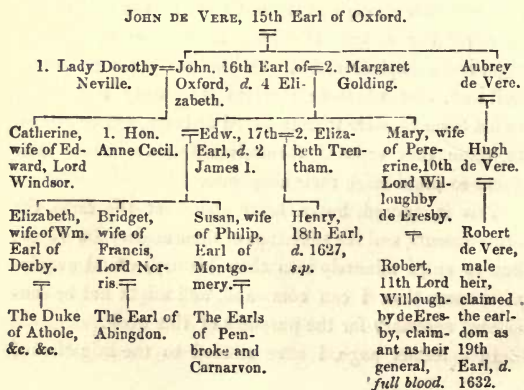 JOHN DE VERE, 15th Earl of Oxford.
1. Lady Dorothy Neville.
John. 16th Earl of Oxford, d. 4 Elizabeth.
2. Margaret Golding.
Aubrey de Vere.
Catherine, wife of Edward, Lord Windsor.
1. Hon. Anne Cecil.
Edw., 17th Earl, d. 2 James 1.
2. Elizabeth Trentham.
Mary, wife of Peregrine, 10th Lord Willoughby de Eresby.
Hugh de Vere.
Elizabeth, wife of Wm. Earl of Derby.
Bridget, wife of Francis, Lord Norris.
Susan, wife of Philip, Earl of Montgomery.
Henry, 18th Earl, d. 1627, s.p.
Robert, 11th Lord Willoughby de Eresby, claimant as heir general, full blood.
Robert de Vere, male heir, claimed the earldom as 19th Earl, d. 1632.
The Duke of Athole, &c. &c.
The Earl of Abingdon.
The Earls of Pembroke and Carnarvon.